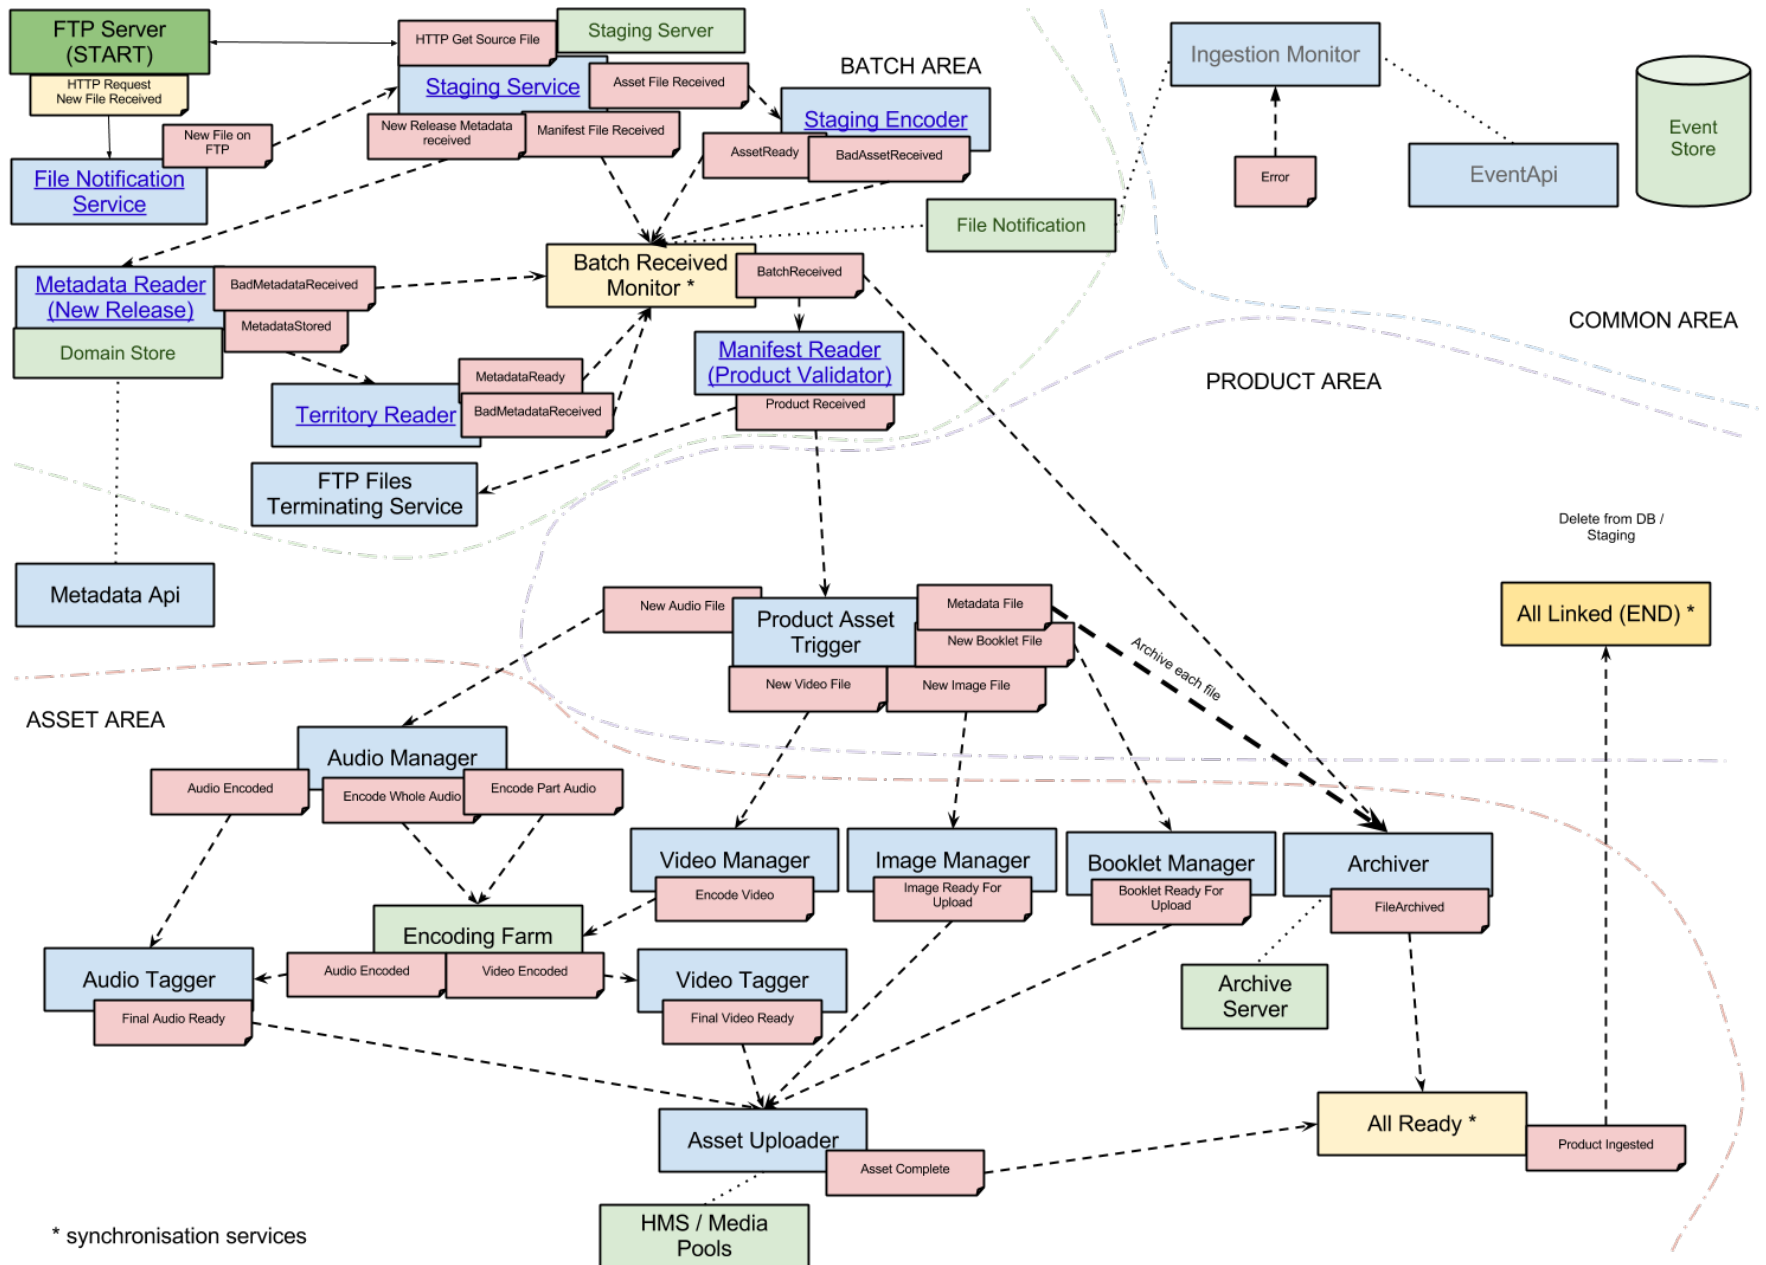 FTP Server
(START)
HTTP Request
New File Received
New File on
FTP
File Notification
Service
HTTP Get Source File
Staging Server
Staging Service
Asset File Received
New Release Metadata
received
Manifest File Received
BATCH AREA
Staging Encoder
AssetReady
BadAssetReceived
Ingestion Monitor
Error
EventApi
Event
Store
File Notification
Metadata Reader
(New Release)
BadMetadataReceived
MetadataStored
Domain Store
Batch Received
Monitor *
BatchReceived
COMMON AREA
Manifest Reader
(Product Validator)
Product Received
PRODUCT AREA
Territory Reader
MetadataReady
BadMetadataReceived
FTP Files
Terminating Service
Metadata Api
Delete from DB /
Staging
All Linked (END) *
New Audio File
Product Asset
Trigger
Metadata File
New Booklet File
New Video File
New Image File
Archive each file
ASSET AREA
Audio Manager
Audio Encoded
Encode Whole Audio
Encode Part Audio
Video Manager
Encode Video
Image Manager
Image Ready For
Upload
Booklet Manager
Booklet Ready For
Upload
Archiver
FileArchived
Encoding Farm
Audio Encoded
Video Encoded
Audio Tagger
Final Audio Ready
Video Tagger
Final Video Ready
Archive
Server
Asset Uploader
Asset Complete
All Ready *
Product Ingested
HMS / Media
Pools
* synchronisation services